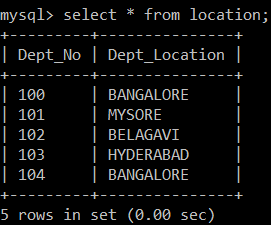 mysql> select * from location;
+---------+---------------+
| Dept_No | Dept_Location |
+---------+---------------+
| 100     | BANGALORE     |
| 101     | MYSORE        |
| 102     | BELAGAVI      |
| 103     | HYDERABAD     |
| 104     | BANGALORE     |
+---------+---------------+
5 rows in set (0.00 sec)